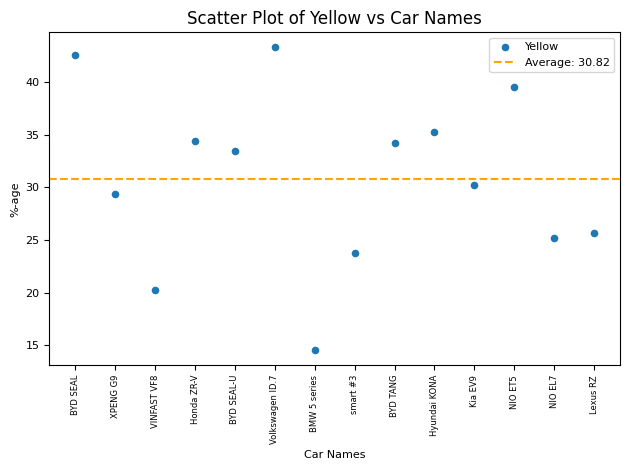 Scatter Plot of Yellow vs Car Names
Yellow
Average: 30.82
%-age
40
35
30
25
20
15
BYD SEAL
XPENG G9
VINFAST VF8
Honda ZR-V
BYD SEAL-U
Volkswagen ID.7
BMW 5 series
smart #3
BYD TANG
Hyundai KONA
Kia EV9
NIO ET5
NIO EL7
Lexus RZ
Car Names